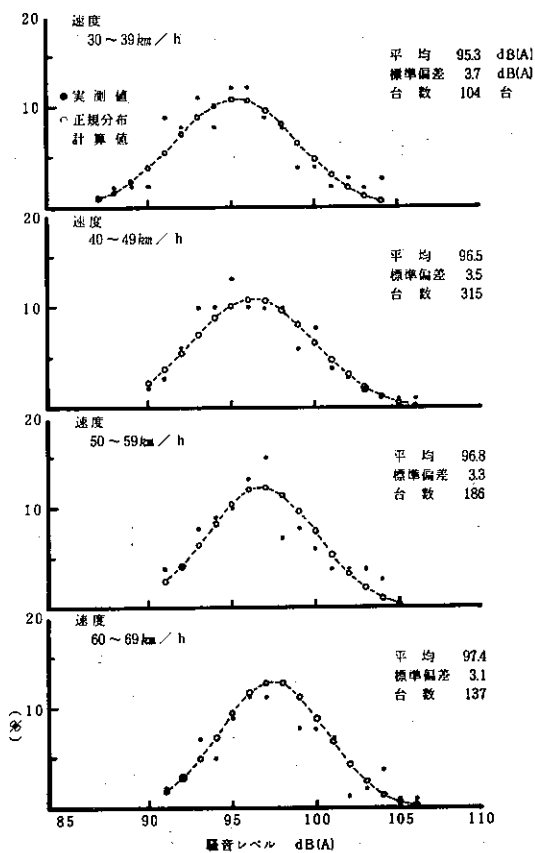 20
速度
30～39km/h
平均 95.3 dB(A)
標準偏差 3.7 dB(A)
台数 104 台
● 実測値
○ 正規分布
計算値
10
20
速度
40～49km/h
平均 96.5
標準偏差 3.5
台数 315
10
20
速度
50～59km/h
平均 96.8
標準偏差 3.3
台数 186
10
20
速度
60～69km/h
平均 97.4
標準偏差 3.1
台数 137
10
(%)
85 90 95 100 105 110
騒音レベル dB(A)